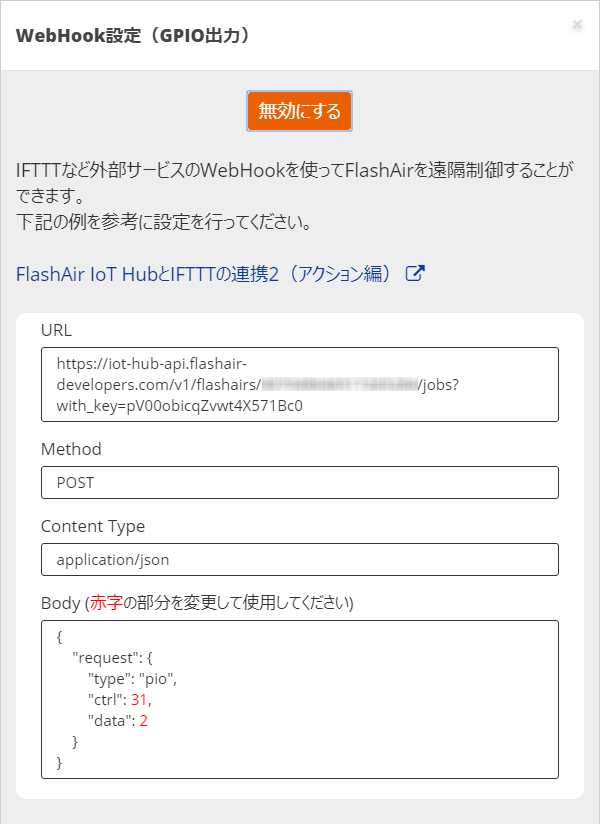 WebHook設定（GPIO出力）
×
無効にする
IFTTTなど外部サービスのWebHookを使ってFlashAirを遠隔制御することが
できます。
下記の例を参考に設定を行ってください。
FlashAir IoT HubとIFTTTの連携2（アクション編）
URL
https://iot-hub-api.flashair-
developers.com/v1/flashairs/ /jobs?
with_key=pV00obicqZvwt4X571Bc0
Method
POST
Content Type
application/json
Body (赤字の部分を変更して使用してください)
{
"request": {
"type": "pio",
"ctrl": 31,
"data": 2
}
}